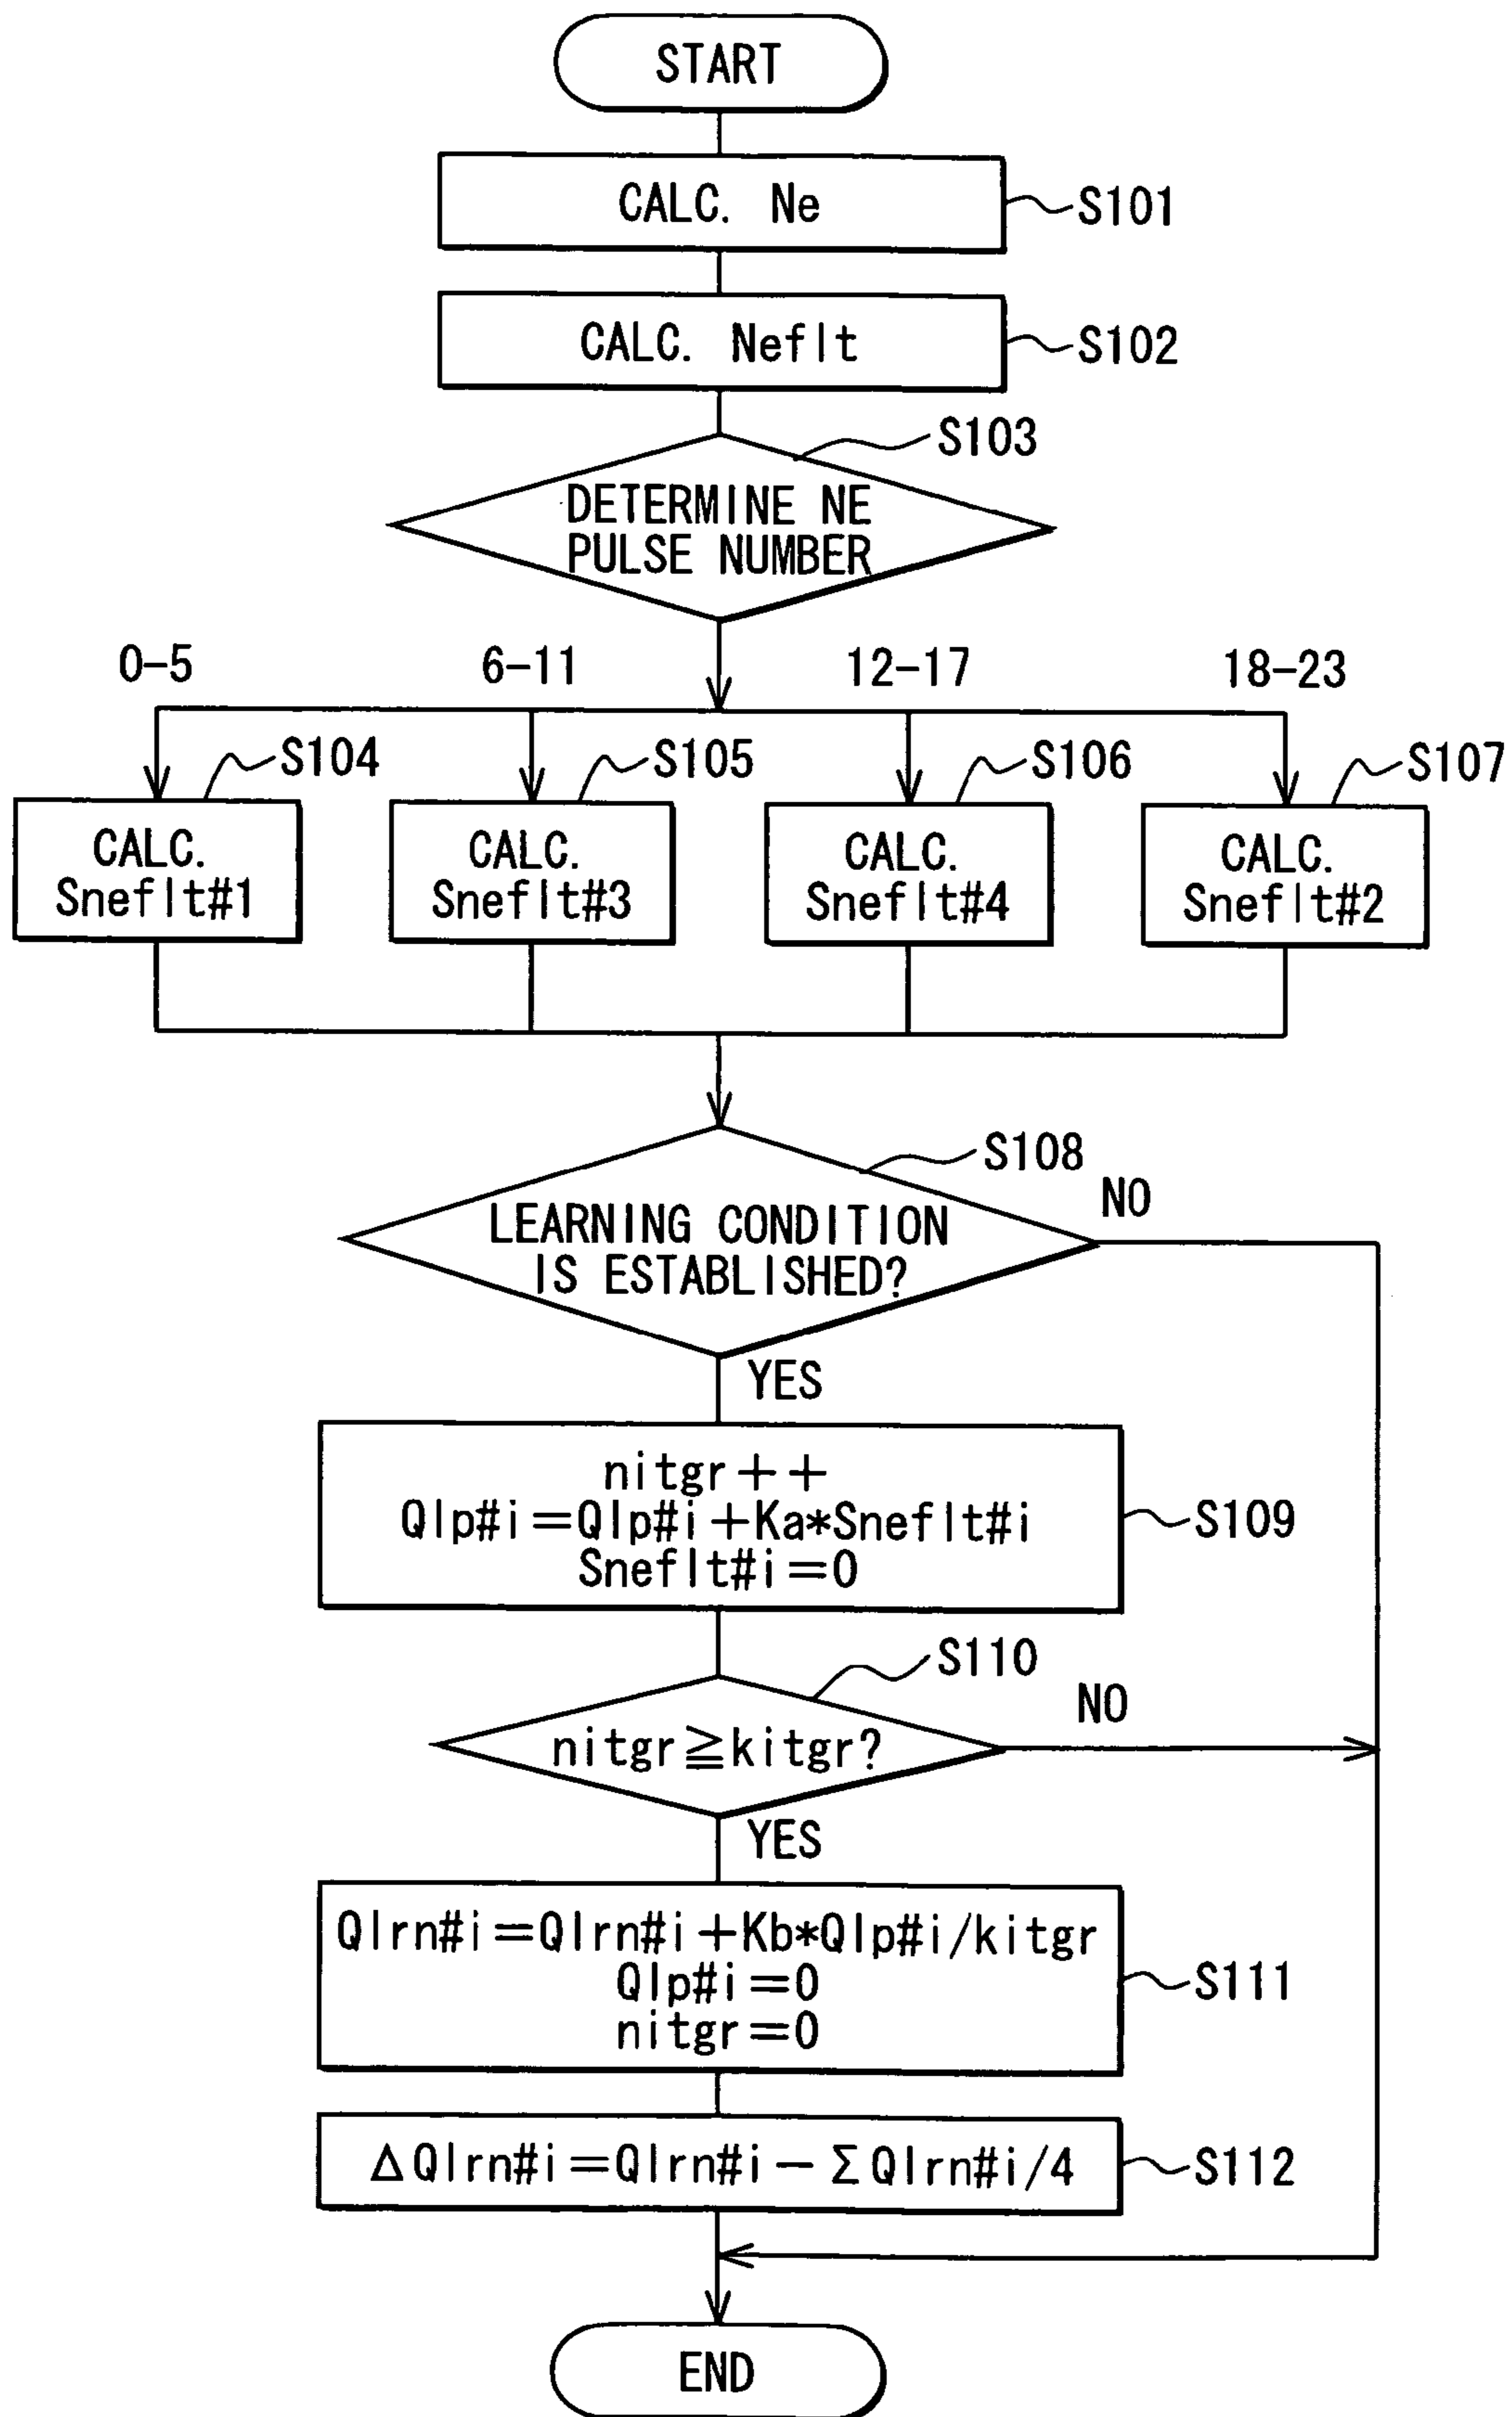 START
CALC. Ne
S101
CALC. Neflt
S102
S103
DETERMINE NE
PULSE NUMBER
0-5
6-11
12-17
18-23
S104
S105
S106
S107
CALC.
Sneflt#1
CALC.
Sneflt#3
CALC.
Sneflt#4
CALC.
Sneflt#2
S108
NO
LEARNING CONDITION
IS ESTABLISHED?
YES
nitgr++
Qlp#i=Qlp#i+Ka*Sneflt#i
Sneflt#i=0
S109
S110
NO
nitgr≧kitgr?
YES
Qlrn#i=Qlrn#i+Kb*Qlp#i/kitgr
Qlp#i=0
nitgr=0
S111
ΔQlrn#i=Qlrn#i-ΣQlrn#i/4
S112
END